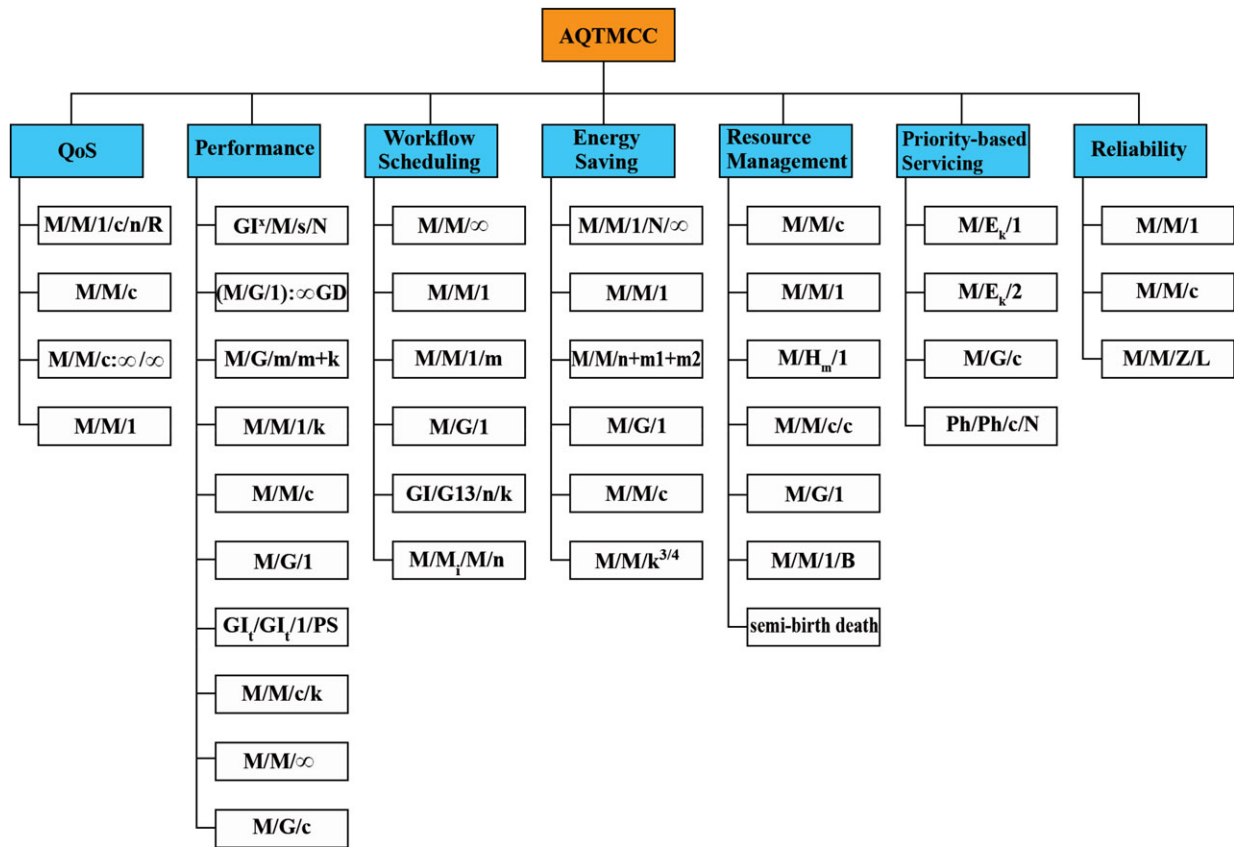 AQTMCC
QoS
M/M/1/c/n/R
M/M/c
M/M/c:∞/∞
M/M/1
Performance
GIˣ/M/s/N
(M/G/1):∞GD
M/G/m/m+k
M/M/1/k
M/M/c
M/G/1
GIₜ/GIₜ/1/PS
M/M/c/k
M/M/∞
M/G/c
Workflow
Scheduling
M/M/∞
M/M/1
M/M/1/m
M/G/1
GI/G13/n/k
M/Mᵢ/M/n
Energy
Saving
M/M/1/N/∞
M/M/1
M/M/n+m1+m2
M/G/1
M/M/c
M/M/k³ᐟ⁴
Resource
Management
M/M/c
M/M/1
M/Hₘ/1
M/M/c/c
M/G/1
M/M/1/B
semi-birth death
Priority-based
Servicing
M/Eₖ/1
M/Eₖ/2
M/G/c
Ph/Ph/c/N
Reliability
M/M/1
M/M/c
M/M/Z/L